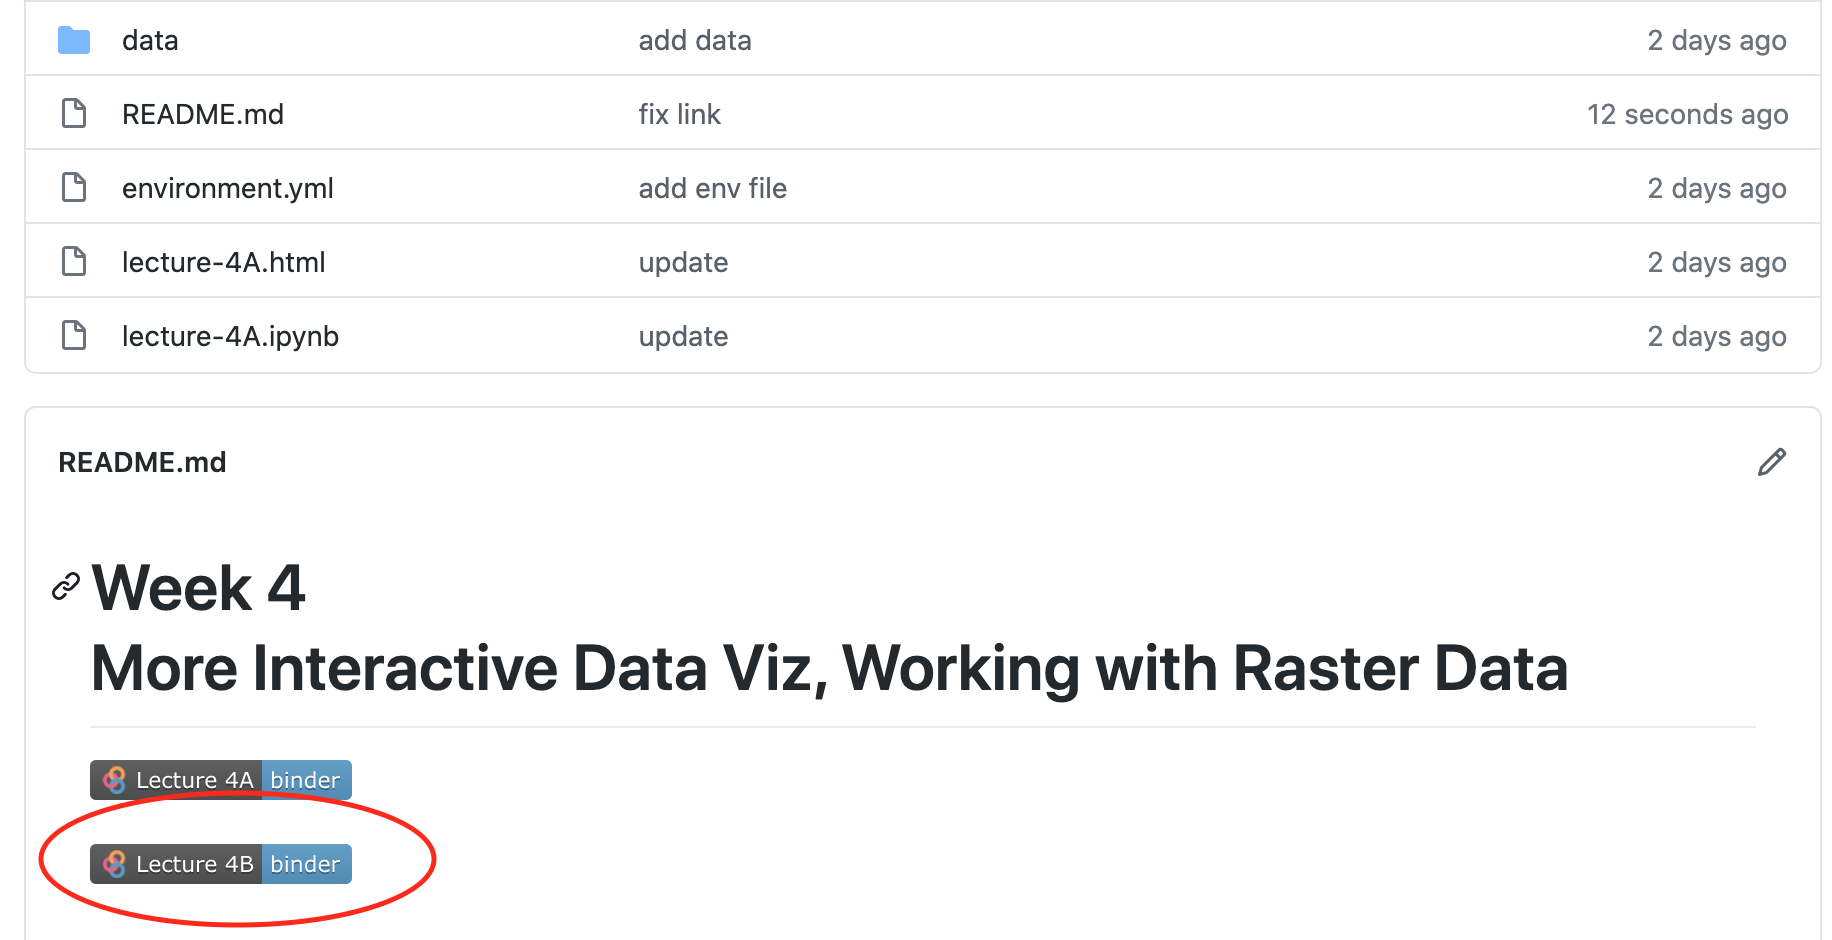 data add data 2 days ago
README.md fix link 12 seconds ago
environment.yml add env file 2 days ago
lecture-4A.html update 2 days ago
lecture-4A.ipynb update 2 days ago
README.md
Week 4
More Interactive Data Viz, Working with Raster Data
Lecture 4A binder
Lecture 4B binder